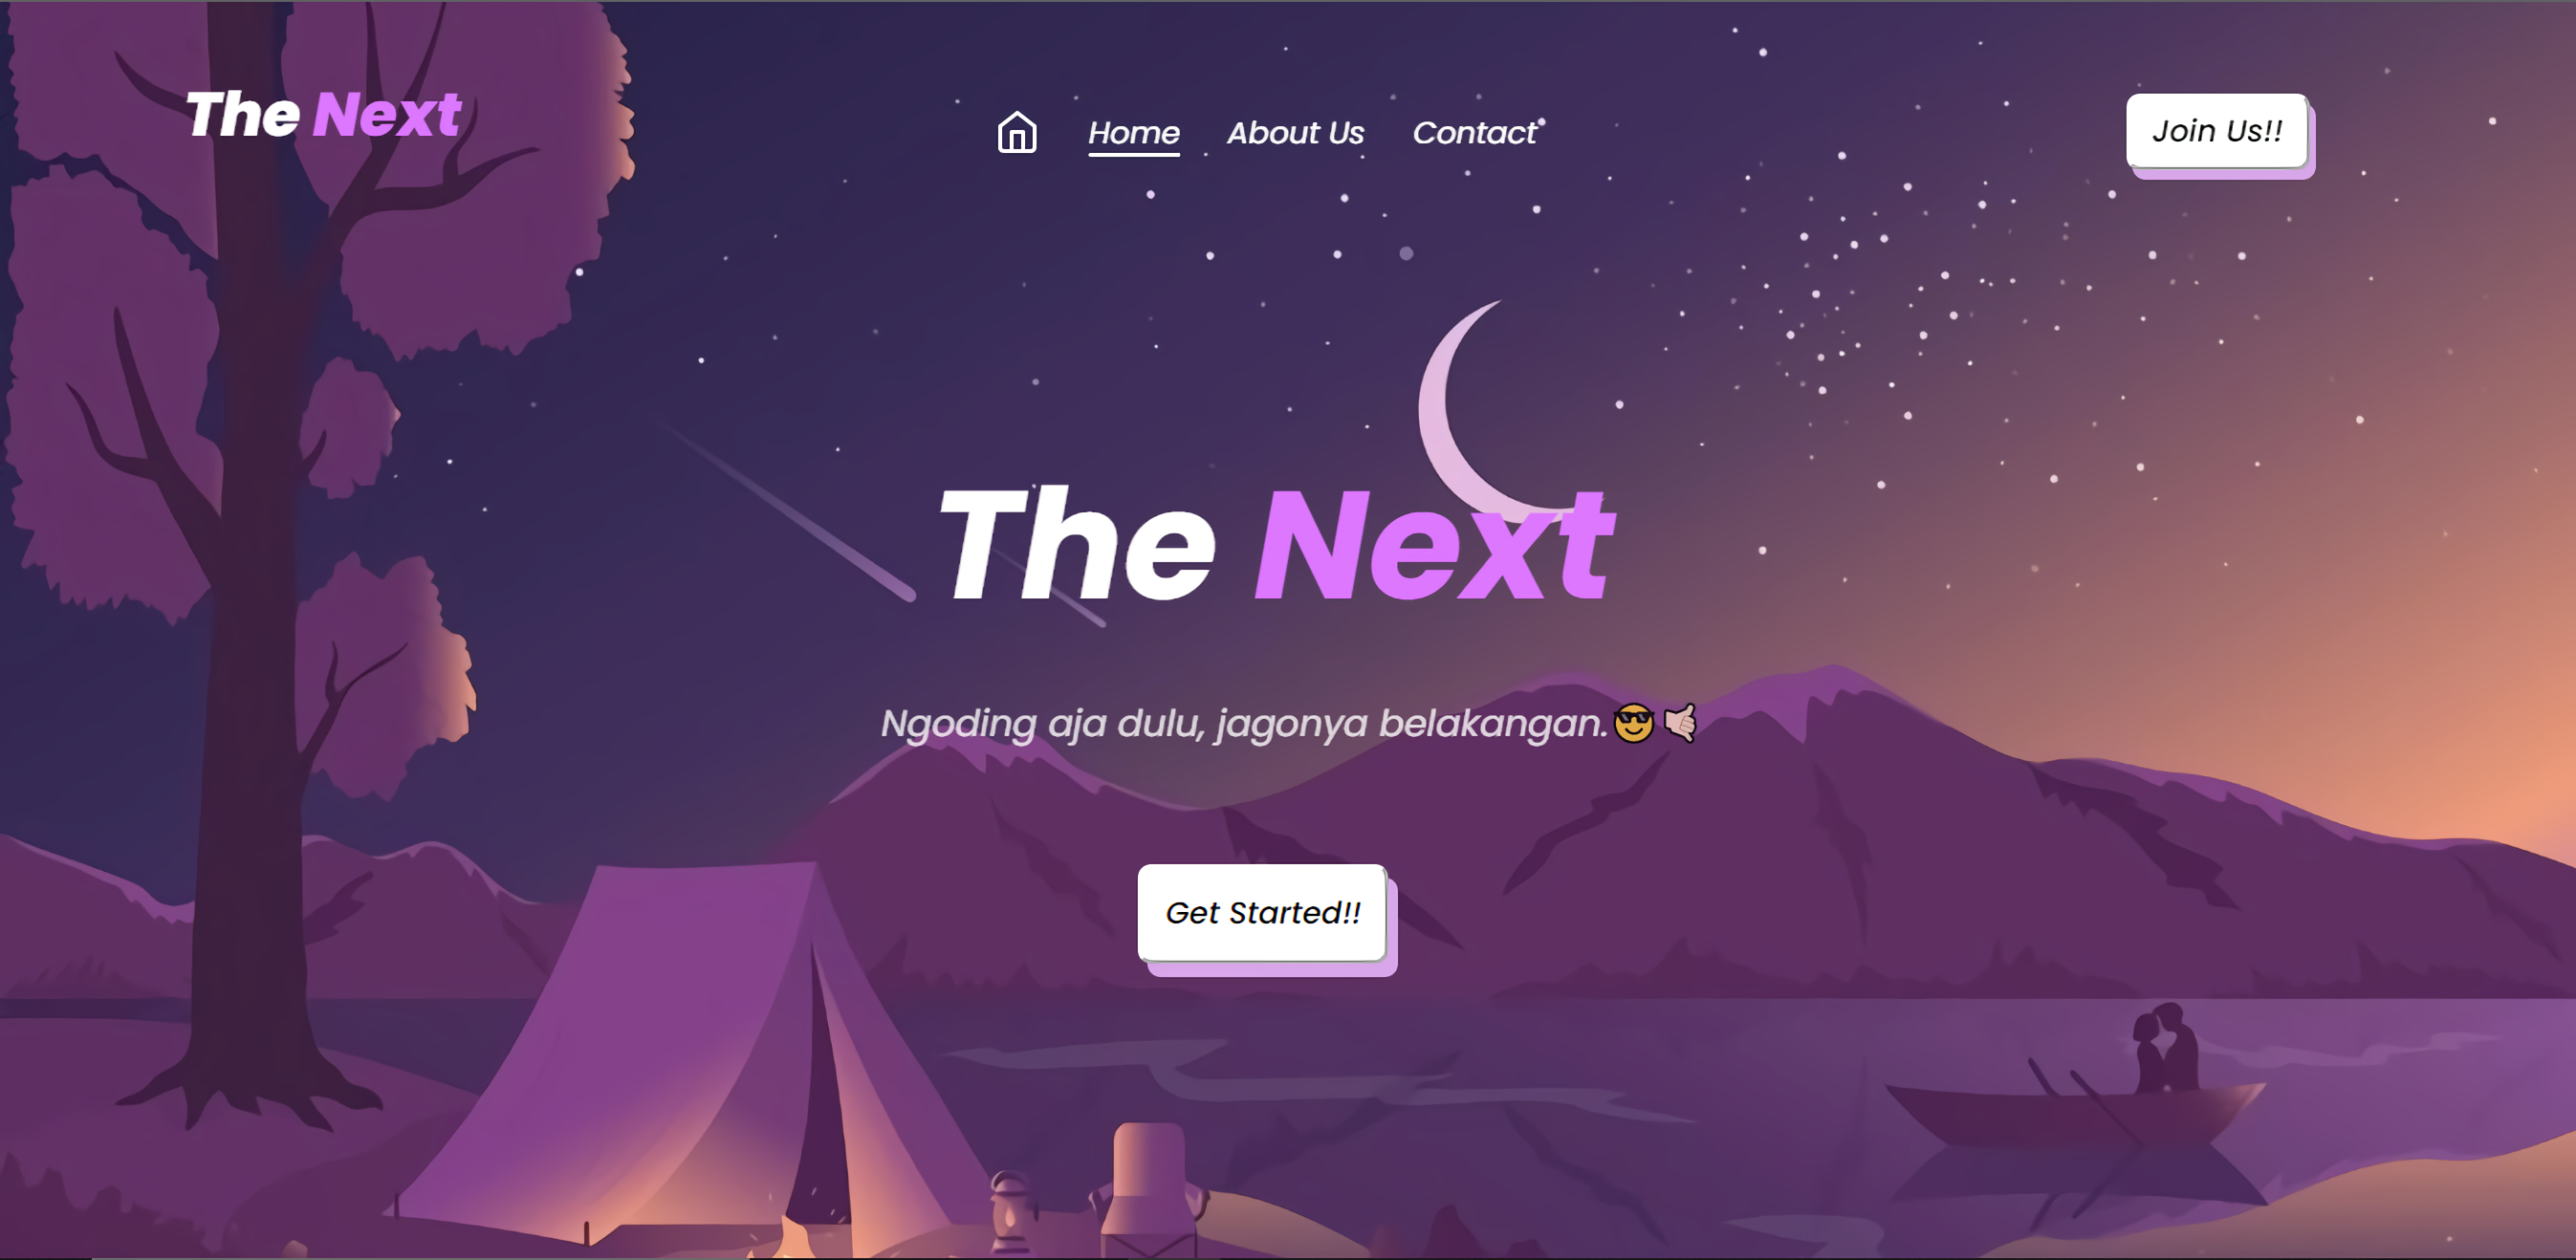 The Next
Home About Us Contact
Join Us!!
The Next
Ngoding aja dulu, jagonya belakangan.😎🤙
Get Started!!